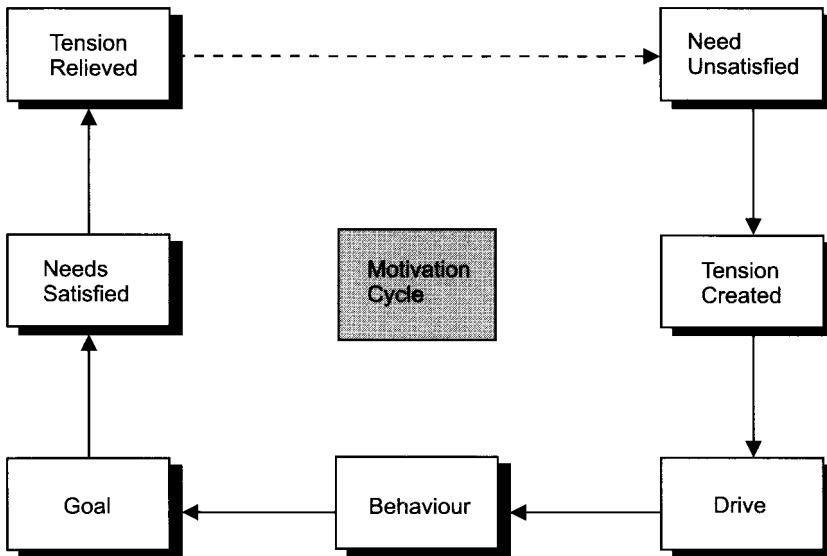 Tension
Relieved
Need
Unsatisfied
Needs
Satisfied
Motivation
Cycle
Tension
Created
Goal
Behaviour
Drive